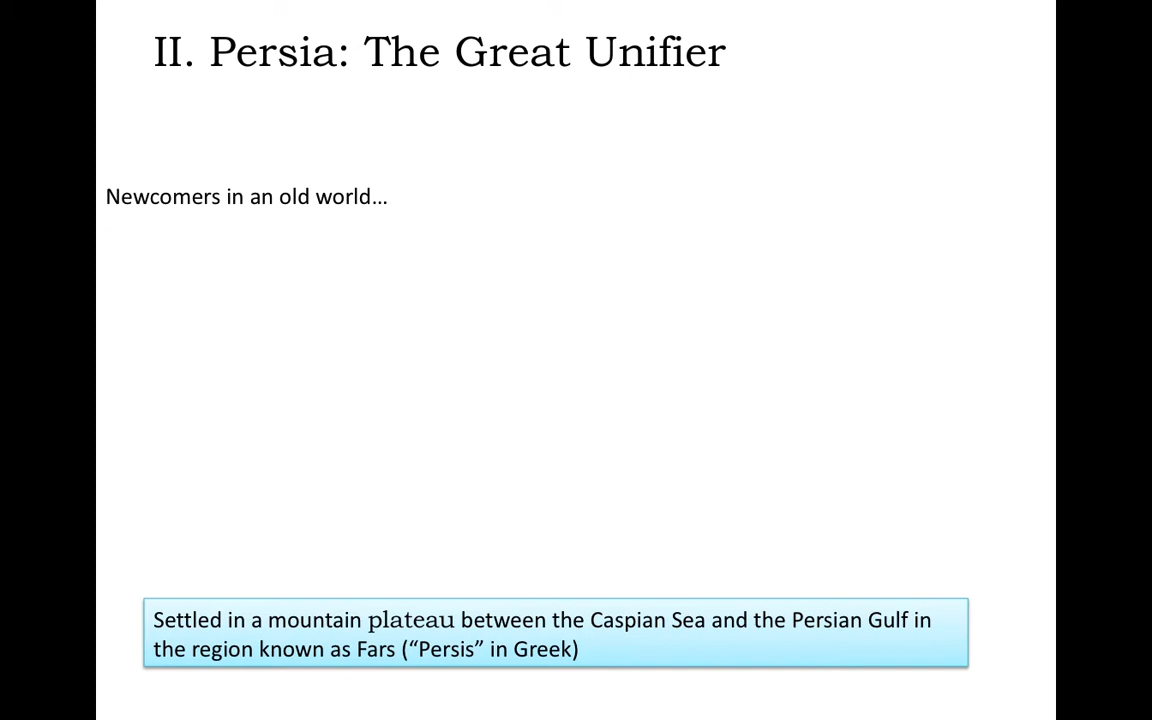 II. Persia: The Great Unifier
Newcomers in an old world…
Settled in a mountain plateau between the Caspian Sea and the Persian Gulf in
the region known as Fars (“Persis” in Greek)